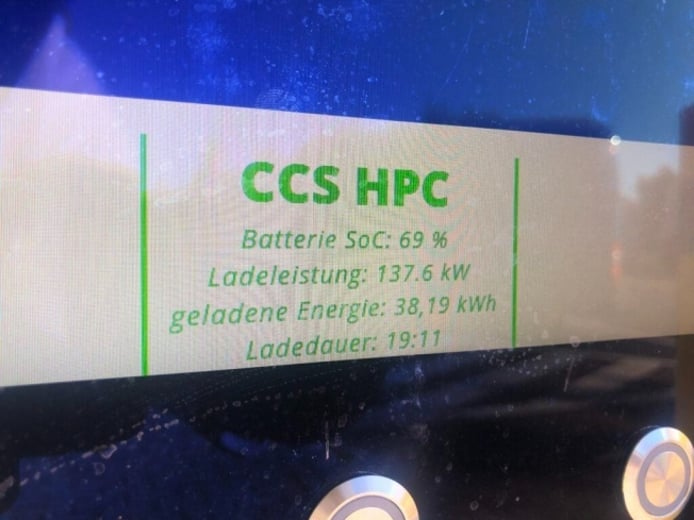 CCS HPC
Batterie SoC: 69 %
Ladeleistung: 137.6 kW
geladene Energie: 38,19 kWh
Ladedauer: 19:11